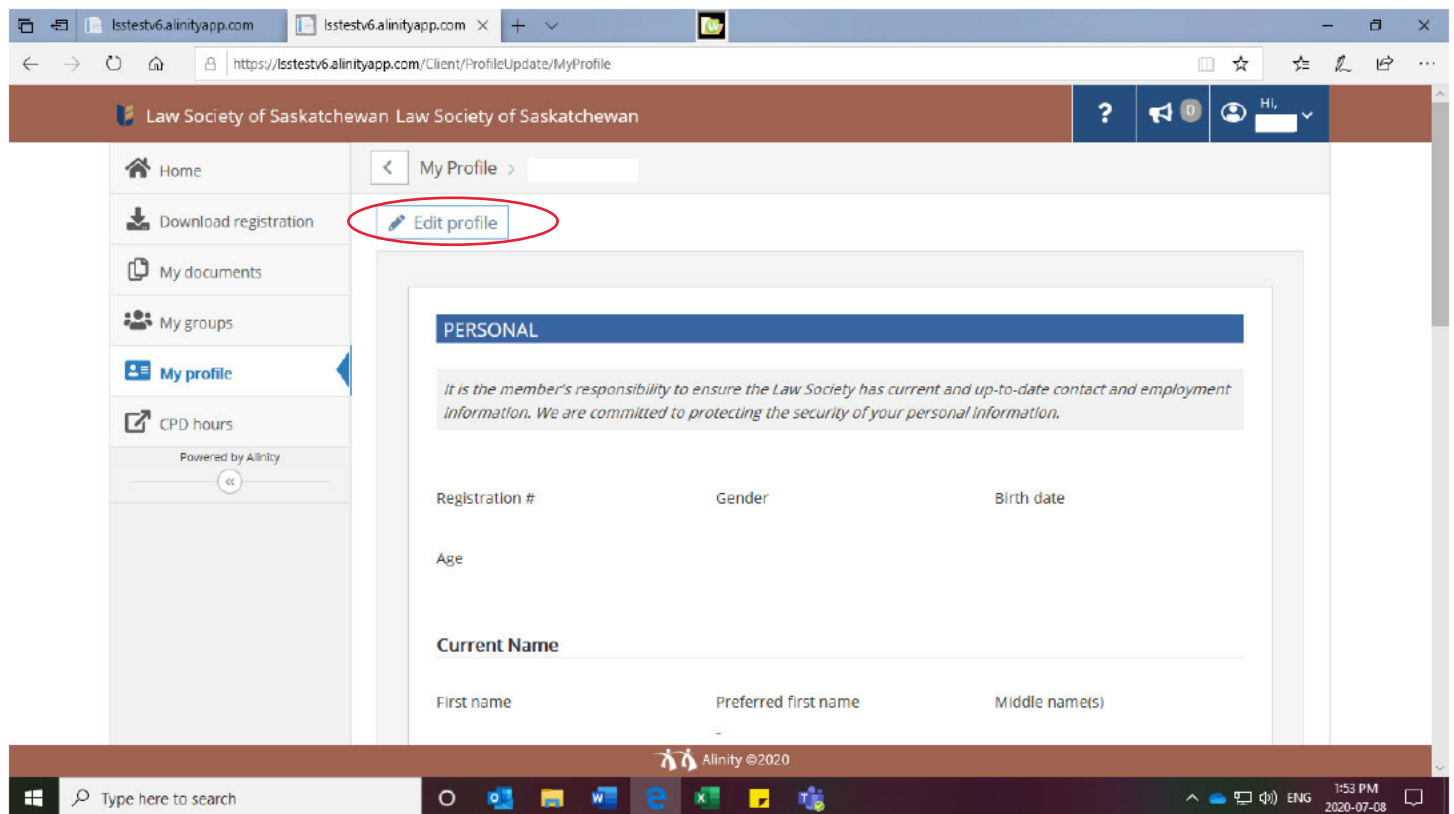 lsstestv6.alinityapp.com
lsstestv6.alinityapp.com
https://lsstestv6.alinityapp.com/Client/ProfileUpdate/MyProfile
Law Society of Saskatchewan Law Society of Saskatchewan
?
0
Hi,
Home
My Profile >
Download registration
Edit profile
My documents
My groups
PERSONAL
My profile
It is the member's responsibility to ensure the Law Society has current and up-to-date contact and employment
information. We are committed to protecting the security of your personal information.
CPD hours
Powered by Alinity
Registration #
Gender
Birth date
Age
Current Name
First name
Preferred first name
Middle name(s)
-
Alinity ©2020
Type here to search
ENG
1:53 PM
2020-07-08